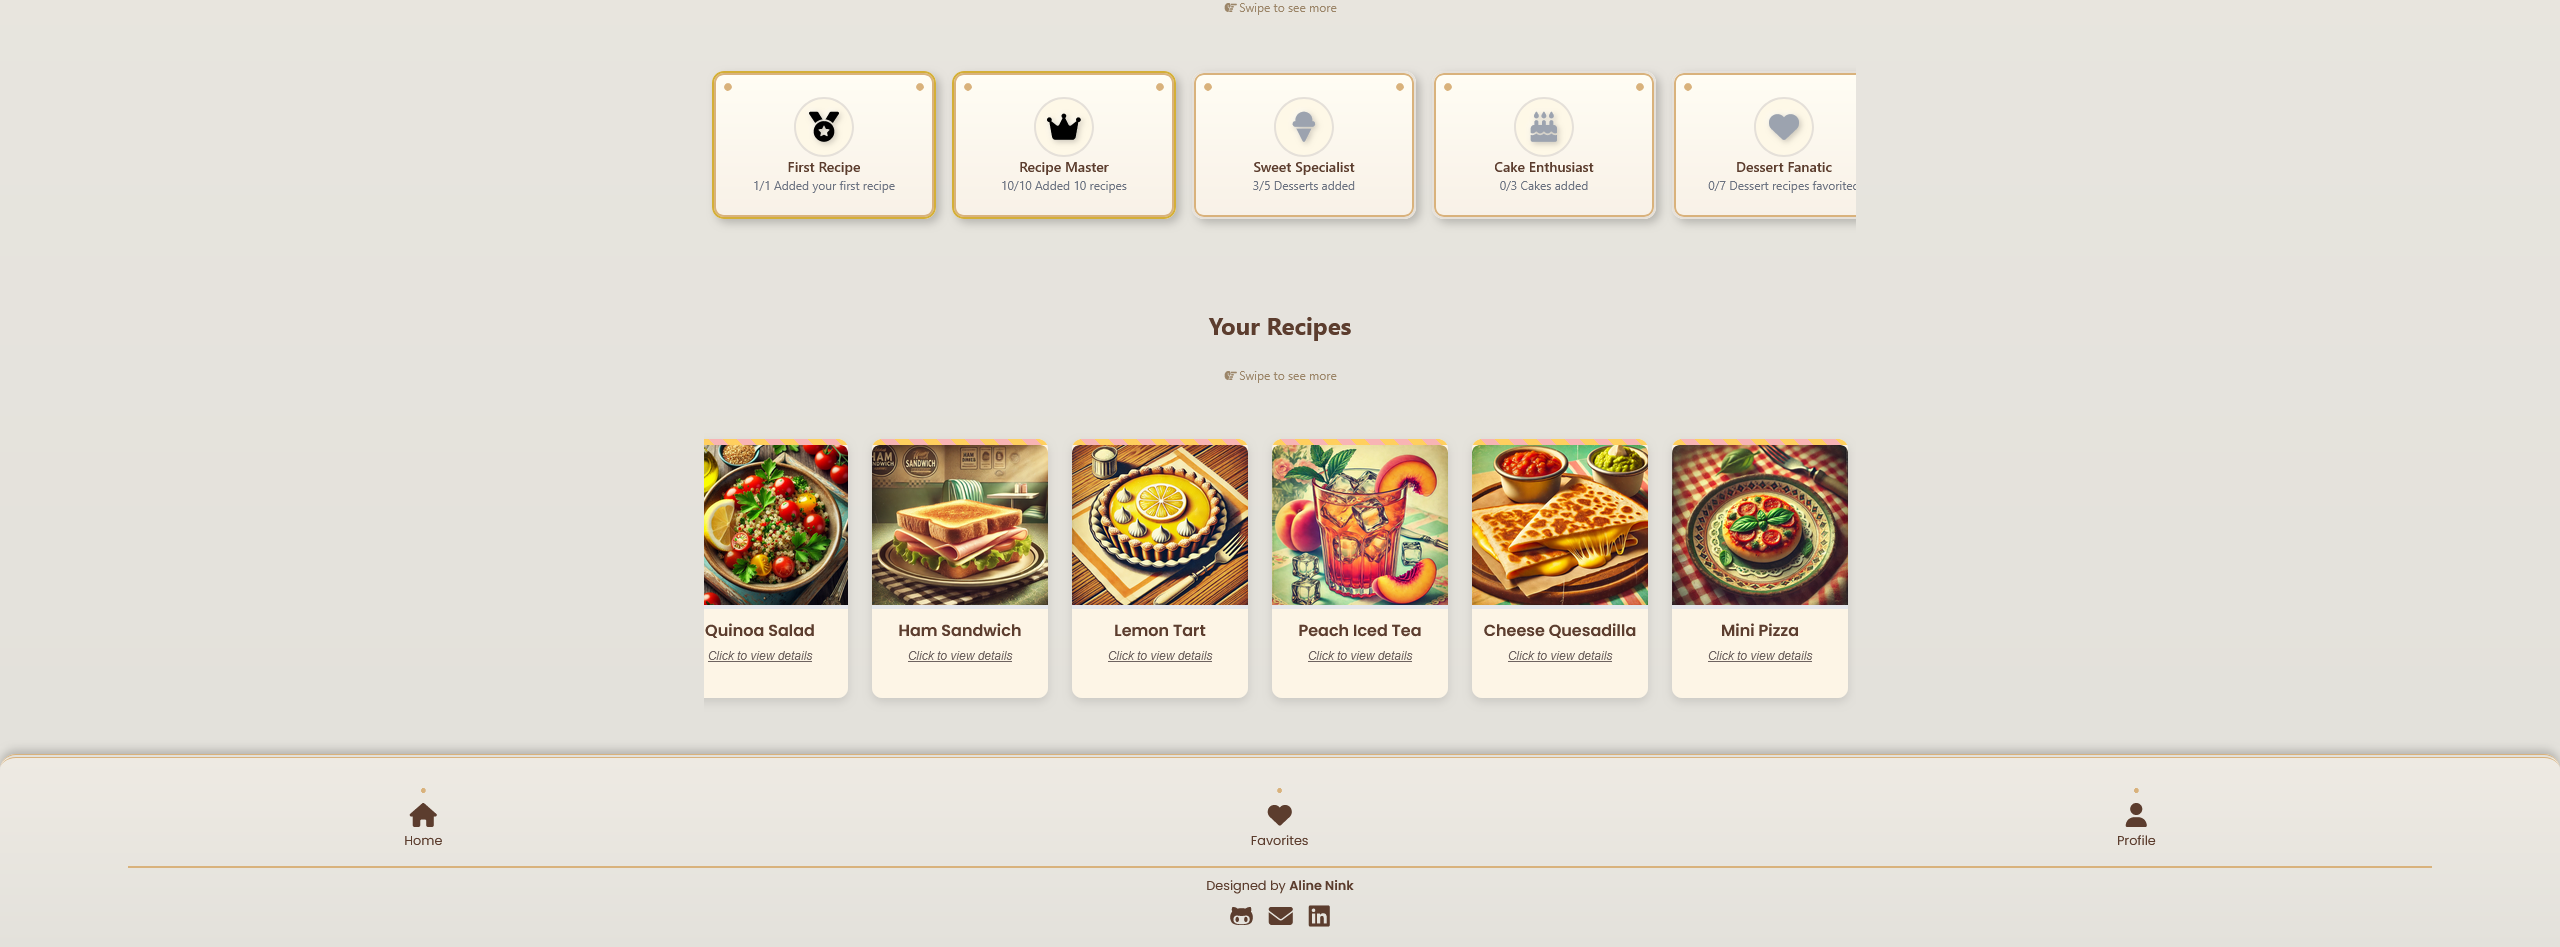 Swipe to see more
First Recipe
1/1 Added your first recipe
Recipe Master
10/10 Added 10 recipes
Sweet Specialist
3/5 Desserts added
Cake Enthusiast
0/3 Cakes added
Dessert Fanatic
0/7 Dessert recipes favorited
Your Recipes
Swipe to see more
HAM
SANDWICH
SANDWICH
Quinoa Salad
Click to view details
Ham Sandwich
Click to view details
Lemon Tart
Click to view details
Peach Iced Tea
Click to view details
Cheese Quesadilla
Click to view details
Mini Pizza
Click to view details
Home
Favorites
Profile
Designed by Aline Nink
in